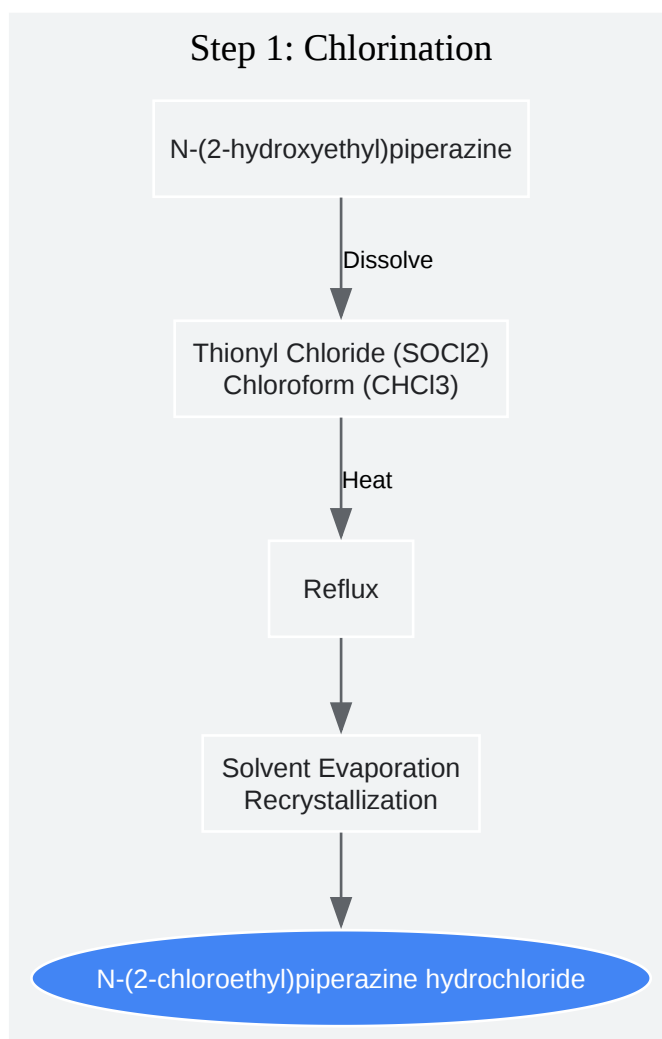 Step 1: Chlorination
N-(2-hydroxyethyl)piperazine
Dissolve
Thionyl Chloride (SOCl2)
Chloroform (CHCl3)
Heat
Reflux
Solvent Evaporation
Recrystallization
N-(2-chloroethyl)piperazine hydrochloride